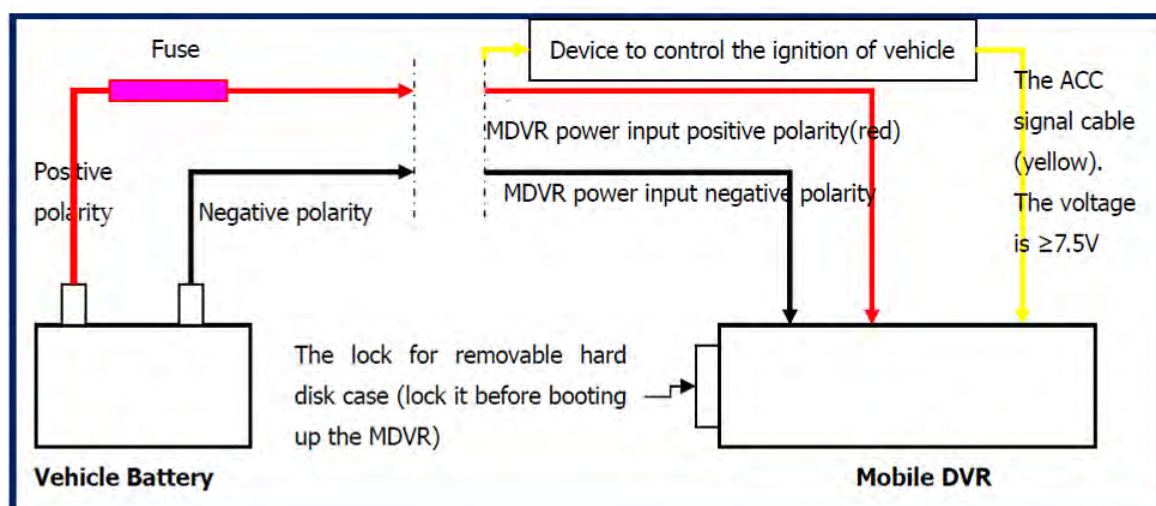 Fuse
Device to control the ignition of vehicle
The ACC
signal cable
(yellow).
The voltage
is ≥7.5V
MDVR power input positive polarity(red)
Positive
polarity
Negative polarity
MDVR power input negative polarity
The lock for removable hard
disk case (lock it before booting
up the MDVR)
Vehicle Battery
Mobile DVR